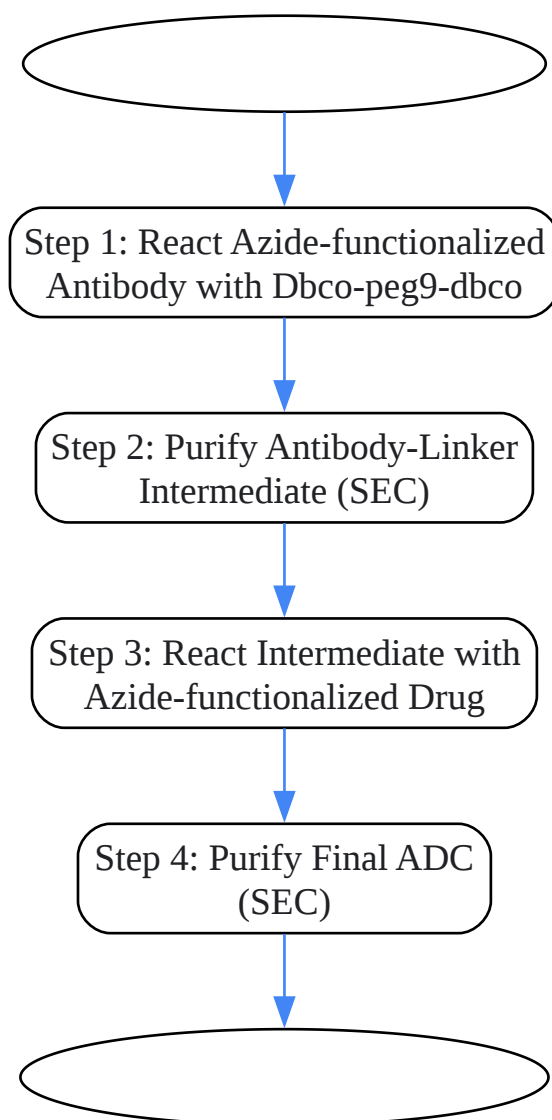 Step 1: React Azide-functionalized
Antibody with Dbco-peg9-dbco
Step 2: Purify Antibody-Linker
Intermediate (SEC)
Step 3: React Intermediate with
Azide-functionalized Drug
Step 4: Purify Final ADC
(SEC)